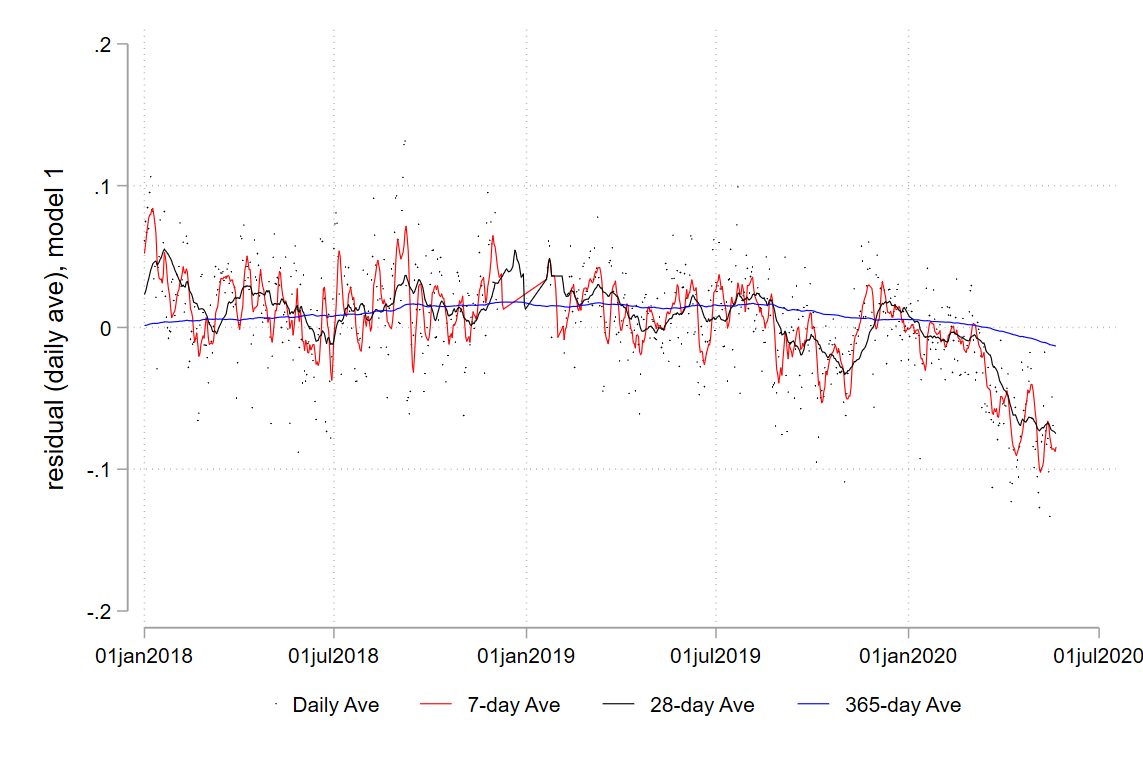 residual (daily ave), model 1
.2
.1
0
-.1
-.2
01jan2018 01jul2018 01jan2019 01jul2019 01jan2020 01jul2020
Daily Ave 7-day Ave 28-day Ave 365-day Ave